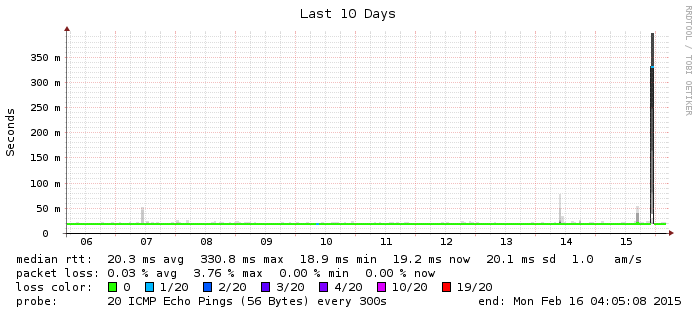 Last 10 Days
RRDTOOL / TOBI OETIKER
Seconds
350 m
300 m
250 m
200 m
150 m
100 m
50 m
0
06 07 08 09 10 11 12 13 14 15
median rtt: 20.3 ms avg 330.8 ms max 18.9 ms min 19.2 ms now 20.1 ms sd 1.0 am/s
packet loss: 0.03 % avg 3.76 % max 0.00 % min 0.00 % now
loss color: 0 1/20 2/20 3/20 4/20 10/20 19/20
probe: 20 ICMP Echo Pings (56 Bytes) every 300s end: Mon Feb 16 04:05:08 2015